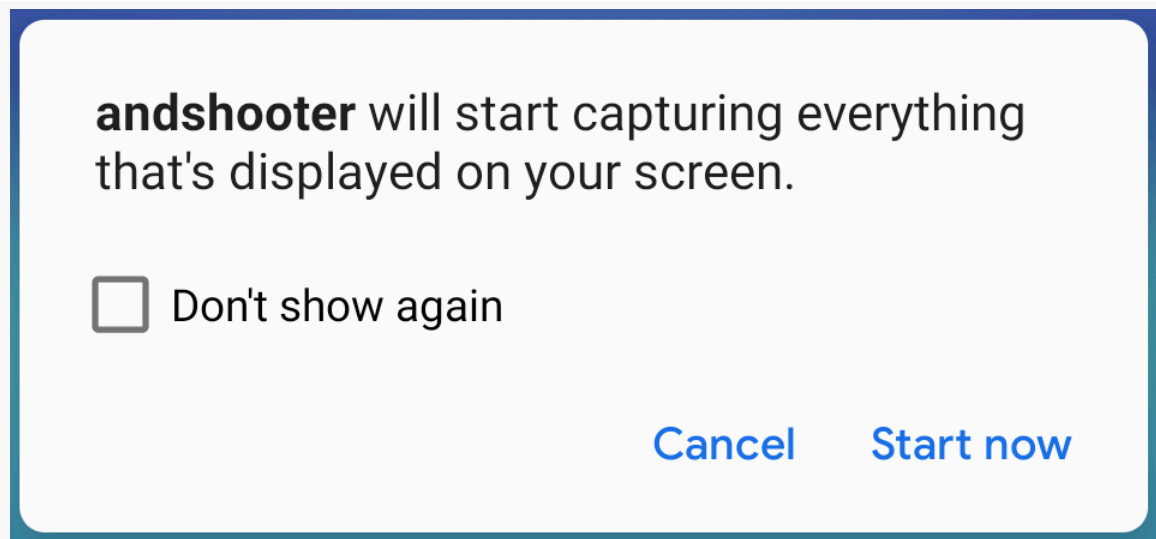 andshooter will start capturing everything
that's displayed on your screen.
Don't show again
Cancel Start now